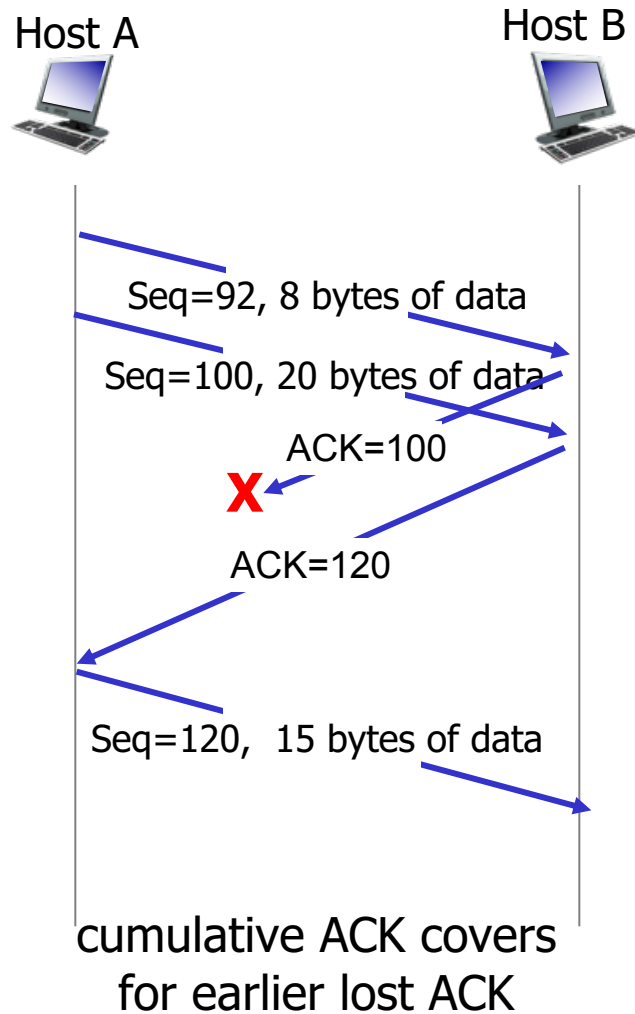 Host A
Host B
Seq=92, 8 bytes of data
Seq=100, 20 bytes of data
ACK=100
X
ACK=120
Seq=120, 15 bytes of data
cumulative ACK covers
for earlier lost ACK